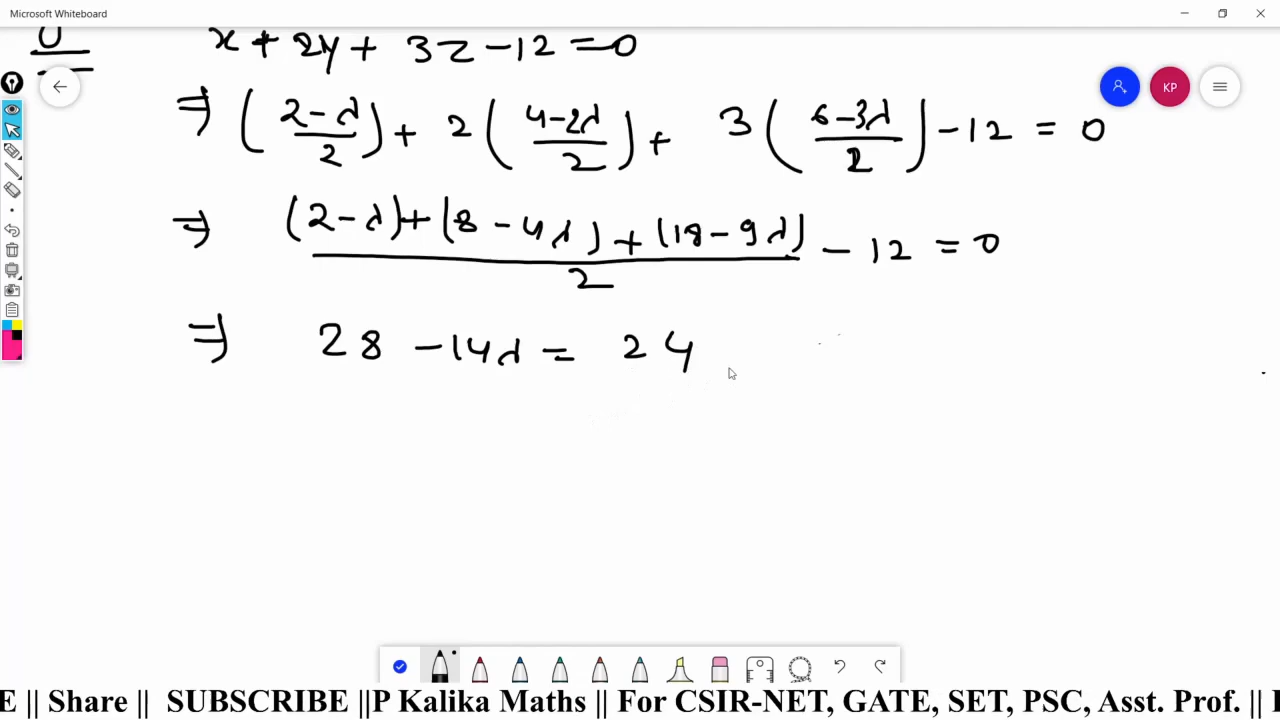 Microsoft Whiteboard
x + 2y + 3z - 12 = 0
KP
⇒ (2-λ/2) + 2(4-2λ/2) + 3(6-3λ/2) - 12 = 0
⇒ (2-λ)+(8-4λ)+(18-9λ)/2 - 12 = 0
⇒ 28 - 14λ = 24
E || Share || SUBSCRIBE ||P Kalika Maths || For CSIR-NET, GATE, SET, PSC, Asst. Prof. ||